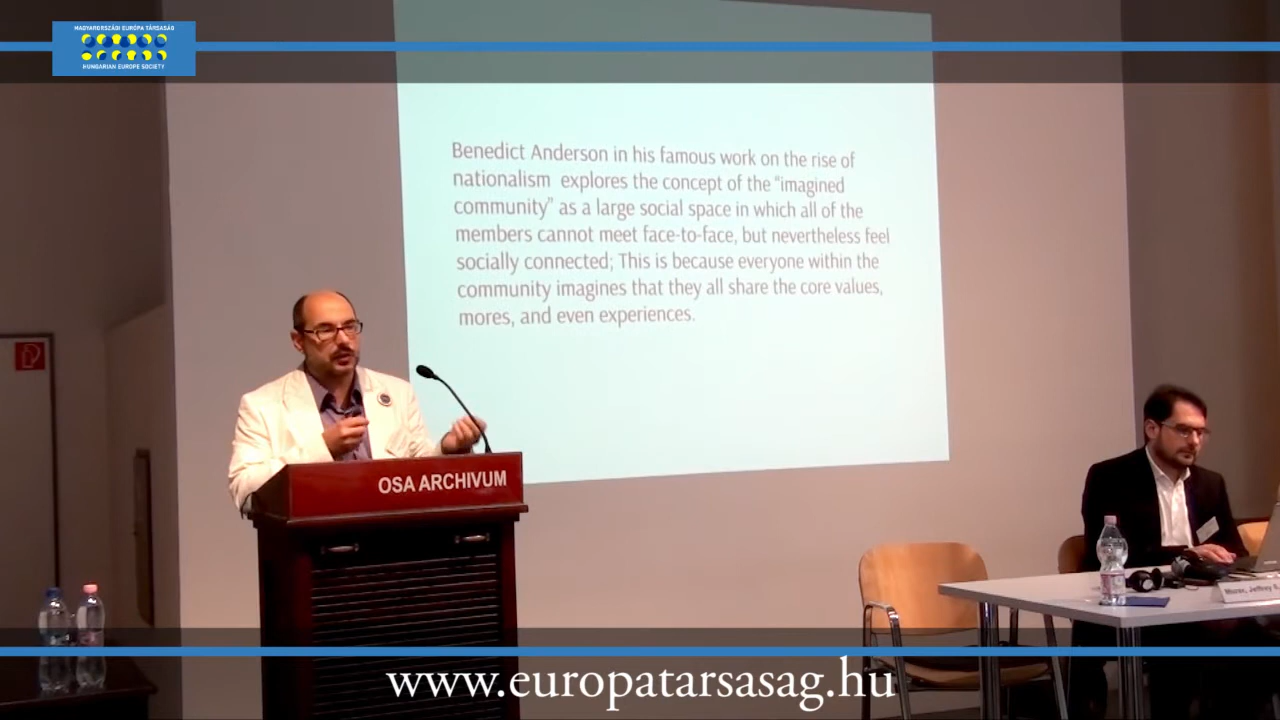 MAGYARORSZÁGI EURÓPA TÁRSASÁG
HUNGARIAN EUROPE SOCIETY
Benedict Anderson in his famous work on the rise of
nationalism explores the concept of the “imagined
community” as a large social space in which all of the
members cannot meet face-to-face, but nevertheless feel
socially connected; This is because everyone within the
community imagines that they all share the core values,
mores, and even experiences.
OSA ARCHIVUM
www.europatarsasag.hu